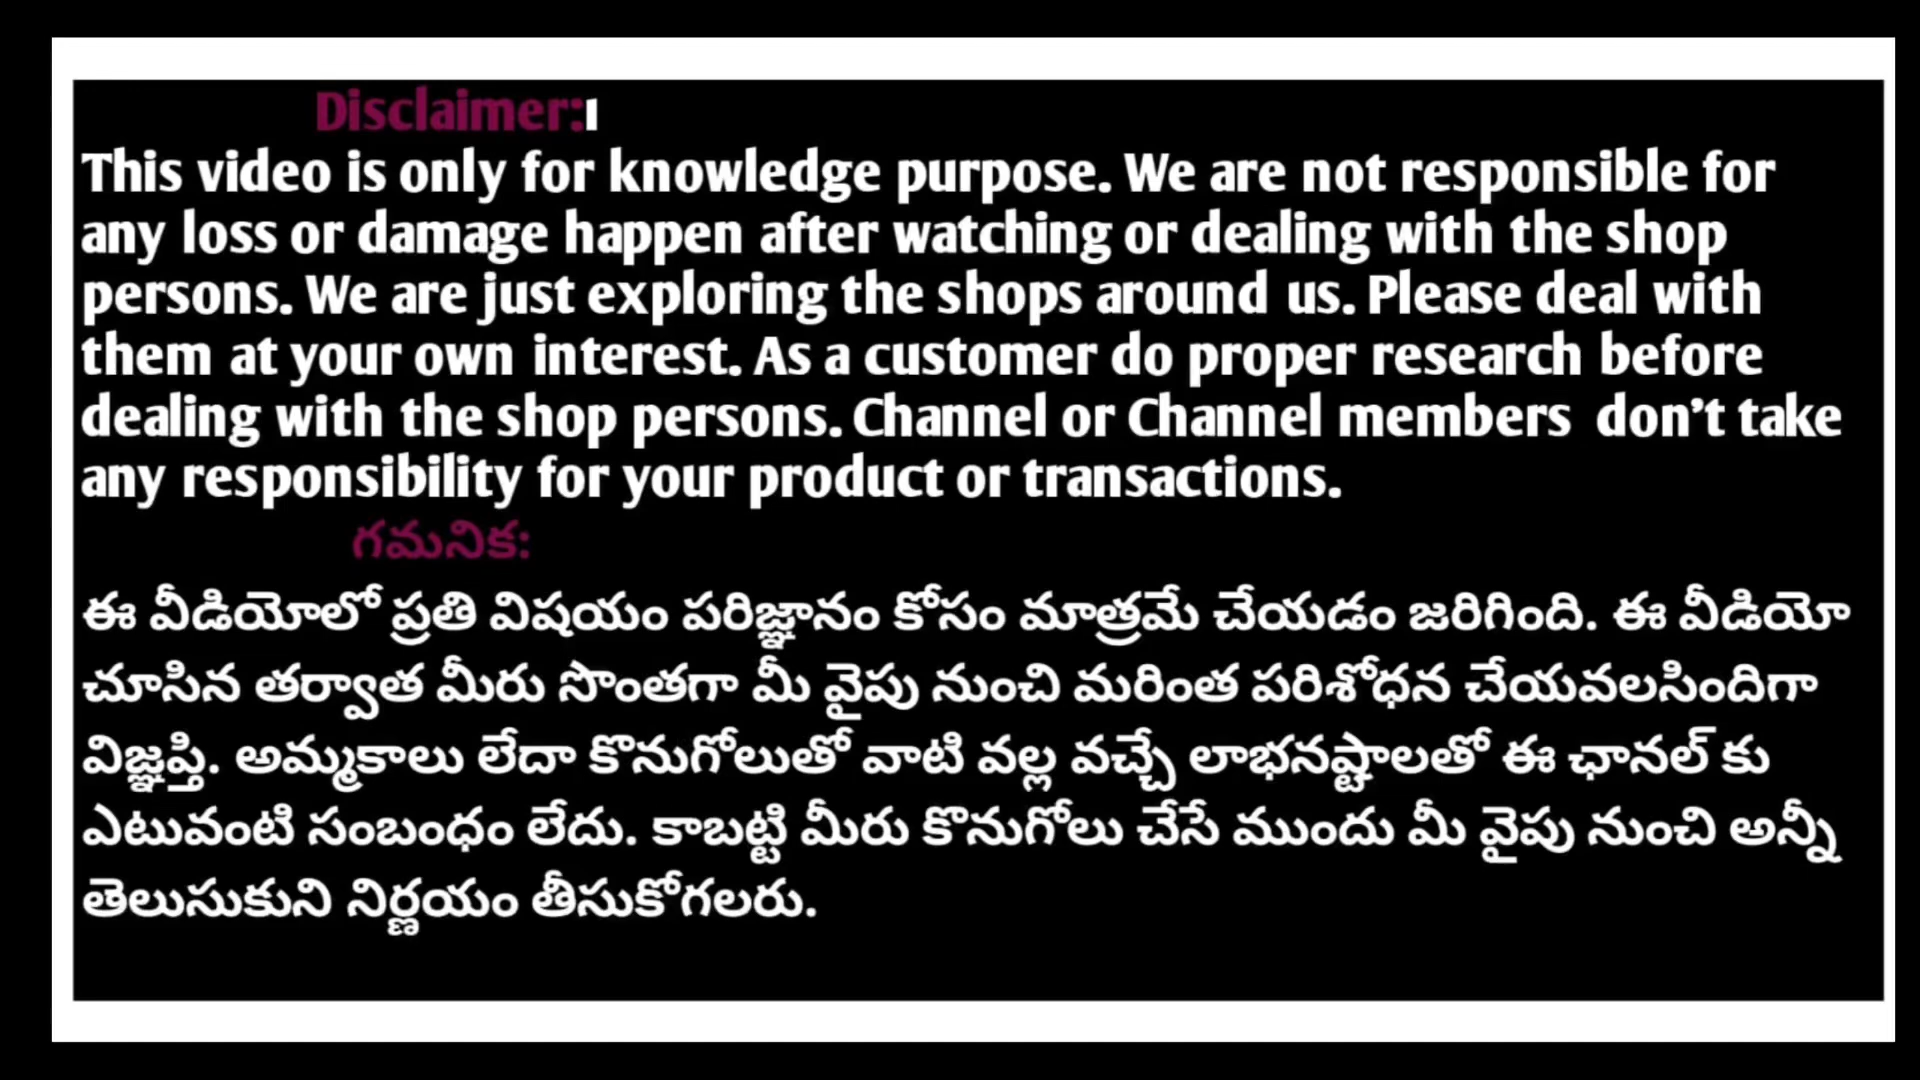 Disclaimer:
This video is only for knowledge purpose. We are not responsible for
any loss or damage happen after watching or dealing with the shop
persons. We are just exploring the shops around us. Please deal with
them at your own interest. As a customer do proper research before
dealing with the shop persons. Channel or Channel members don’t take
any responsibility for your product or transactions.
గమనిక:
ఈ వీడియోలో ప్రతి విషయం పరిజ్ఞానం కోసం మాత్రమే చేయడం జరిగింది. ఈ వీడియో
చూసిన తర్వాత మీరు సొంతగా మీ వైపు నుంచి మరింత పరిశోధన చేయవలసిందిగా
విజ్ఞప్తి. అమ్మకాలు లేదా కొనుగోలుతో వాటి వల్ల వచ్చే లాభనష్టాలతో ఈ ఛానల్ కు
ఎటువంటి సంబంధం లేదు. కాబట్టి మీరు కొనుగోలు చేసే ముందు మీ వైపు నుంచి అన్నీ
తెలుసుకుని నిర్ణయం తీసుకోగలరు.